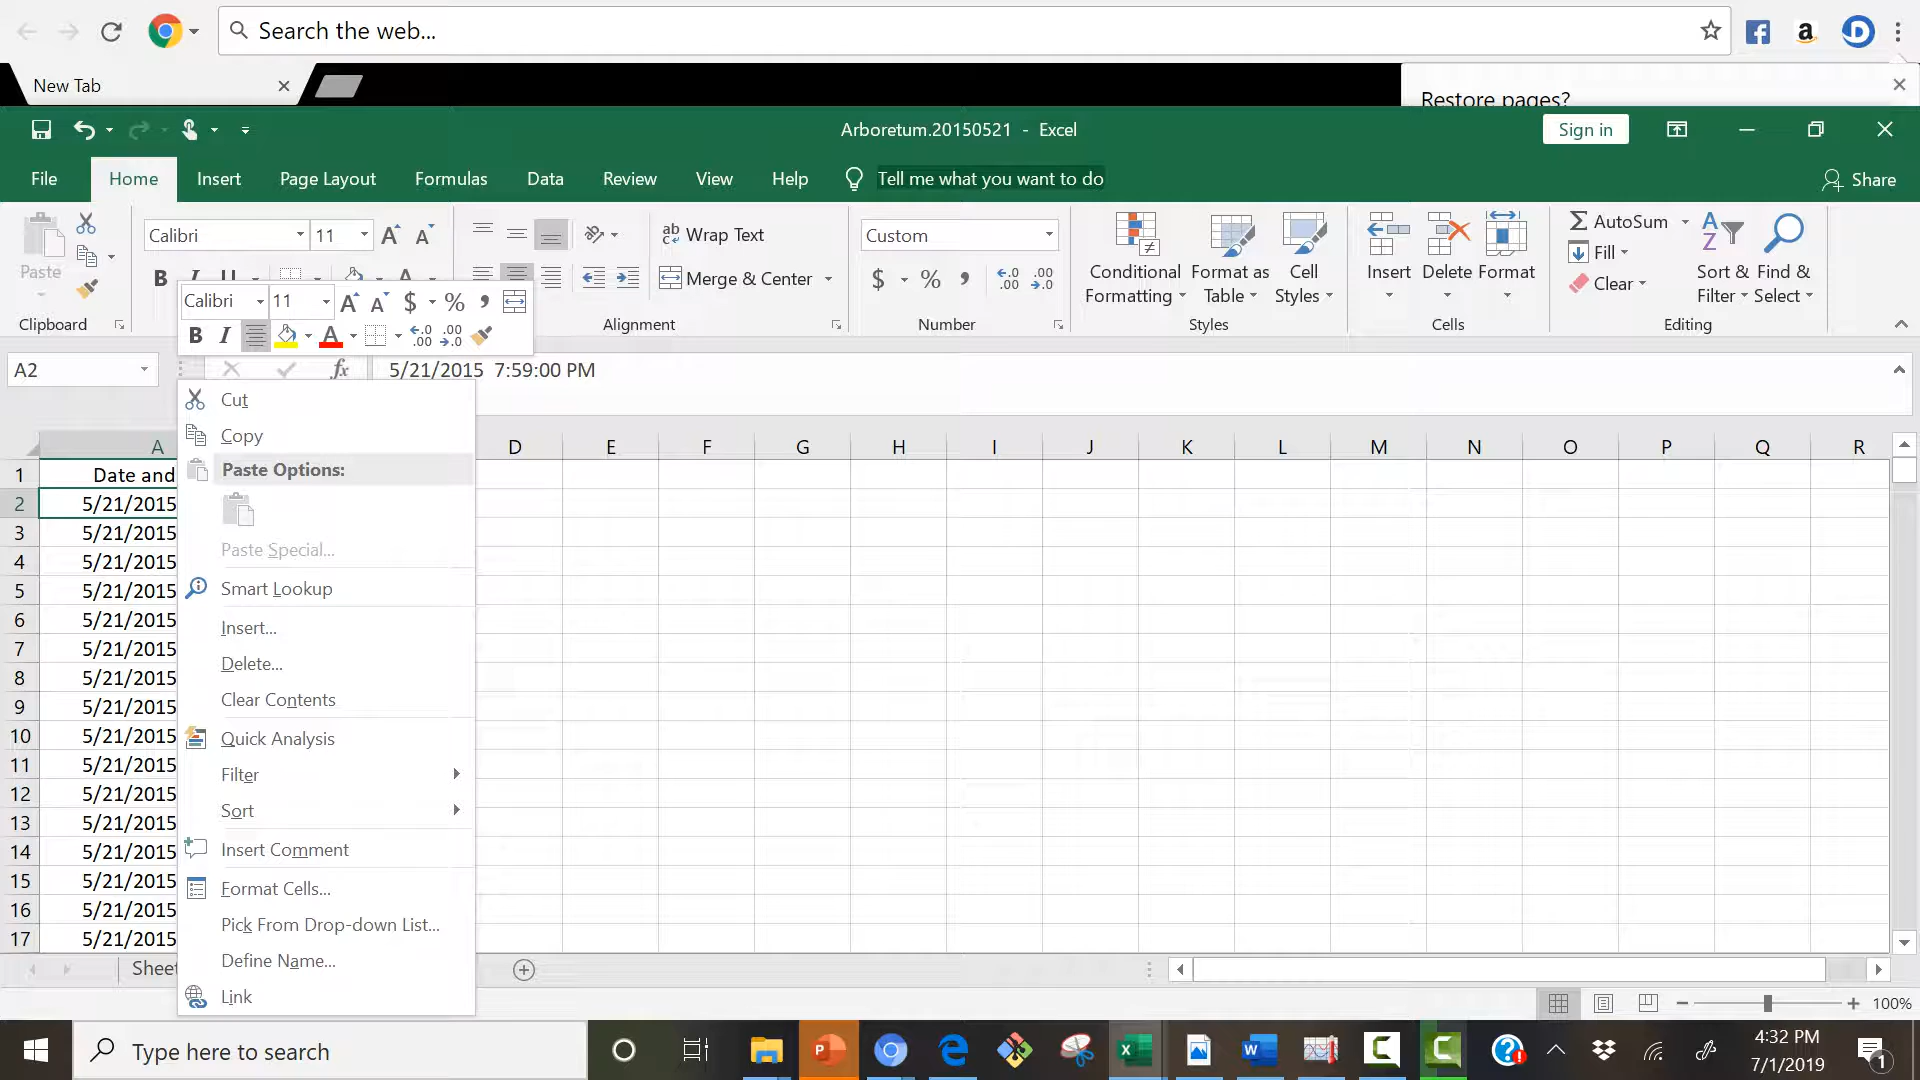 Search the web...
New Tab
Restore pages?
Arboretum.20150521 - Excel
Sign in
File Home Insert Page Layout Formulas Data Review View Help Tell me what you want to do Share
Paste
Clipboard
Calibri 11
B I U A
Wrap Text
Merge & Center
Alignment
Custom
$ % ,
Number
Conditional Formatting
Format as Table
Cell Styles
Styles
Insert Delete Format
Cells
AutoSum
Fill
Clear
Sort & Filter
Find & Select
Editing
Calibri 11 A A $ % ,
B I A
A2
fx
5/21/2015 7:59:00 PM
Cut
Copy
Paste Options:
Paste Special...
Smart Lookup
Insert...
Delete...
Clear Contents
Quick Analysis
Filter
Sort
Insert Comment
Format Cells...
Pick From Drop-down List...
Define Name...
Link
A D E F G H I J K L M N O P Q R
1 Date and
2 5/21/2015
3 5/21/2015
4 5/21/2015
5 5/21/2015
6 5/21/2015
7 5/21/2015
8 5/21/2015
9 5/21/2015
10 5/21/2015
11 5/21/2015
12 5/21/2015
13 5/21/2015
14 5/21/2015
15 5/21/2015
16 5/21/2015
17 5/21/2015
Sheet
100%
Type here to search
4:32 PM
7/1/2019
1